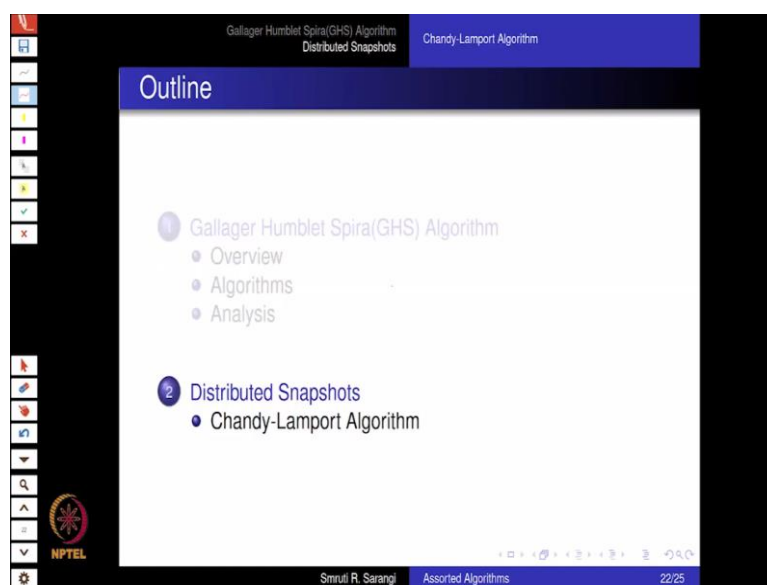 Gallager Humblet Spira(GHS) Algorithm
Distributed Snapshots
Chandy-Lamport Algorithm
Outline
1 Gallager Humblet Spira(GHS) Algorithm
Overview
Algorithms
Analysis
2 Distributed Snapshots
Chandy-Lamport Algorithm
NPTEL
Smruti R. Sarangi
Assorted Algorithms
22/25